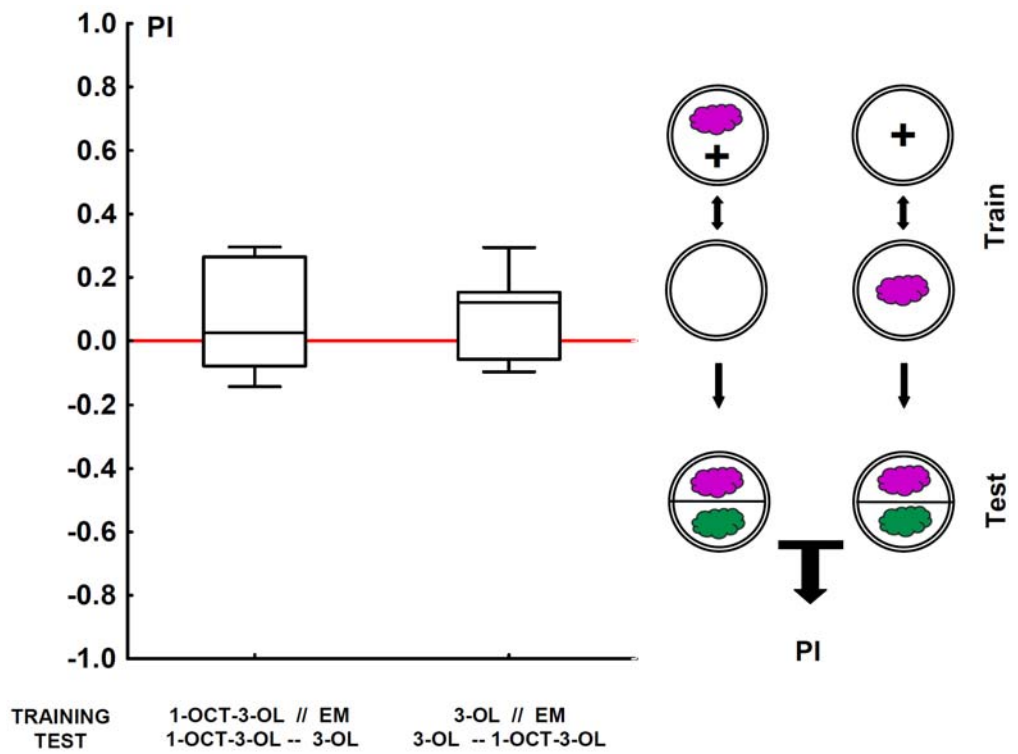 PI
1.0
0.8
0.6
0.4
0.2
0.0
-0.2
-0.4
-0.6
-0.8
-1.0
Train
Test
PI
TRAINING 1-OCT-3-OL // EM 3-OL // EM
TEST 1-OCT-3-OL -- 3-OL 3-OL -- 1-OCT-3-OL